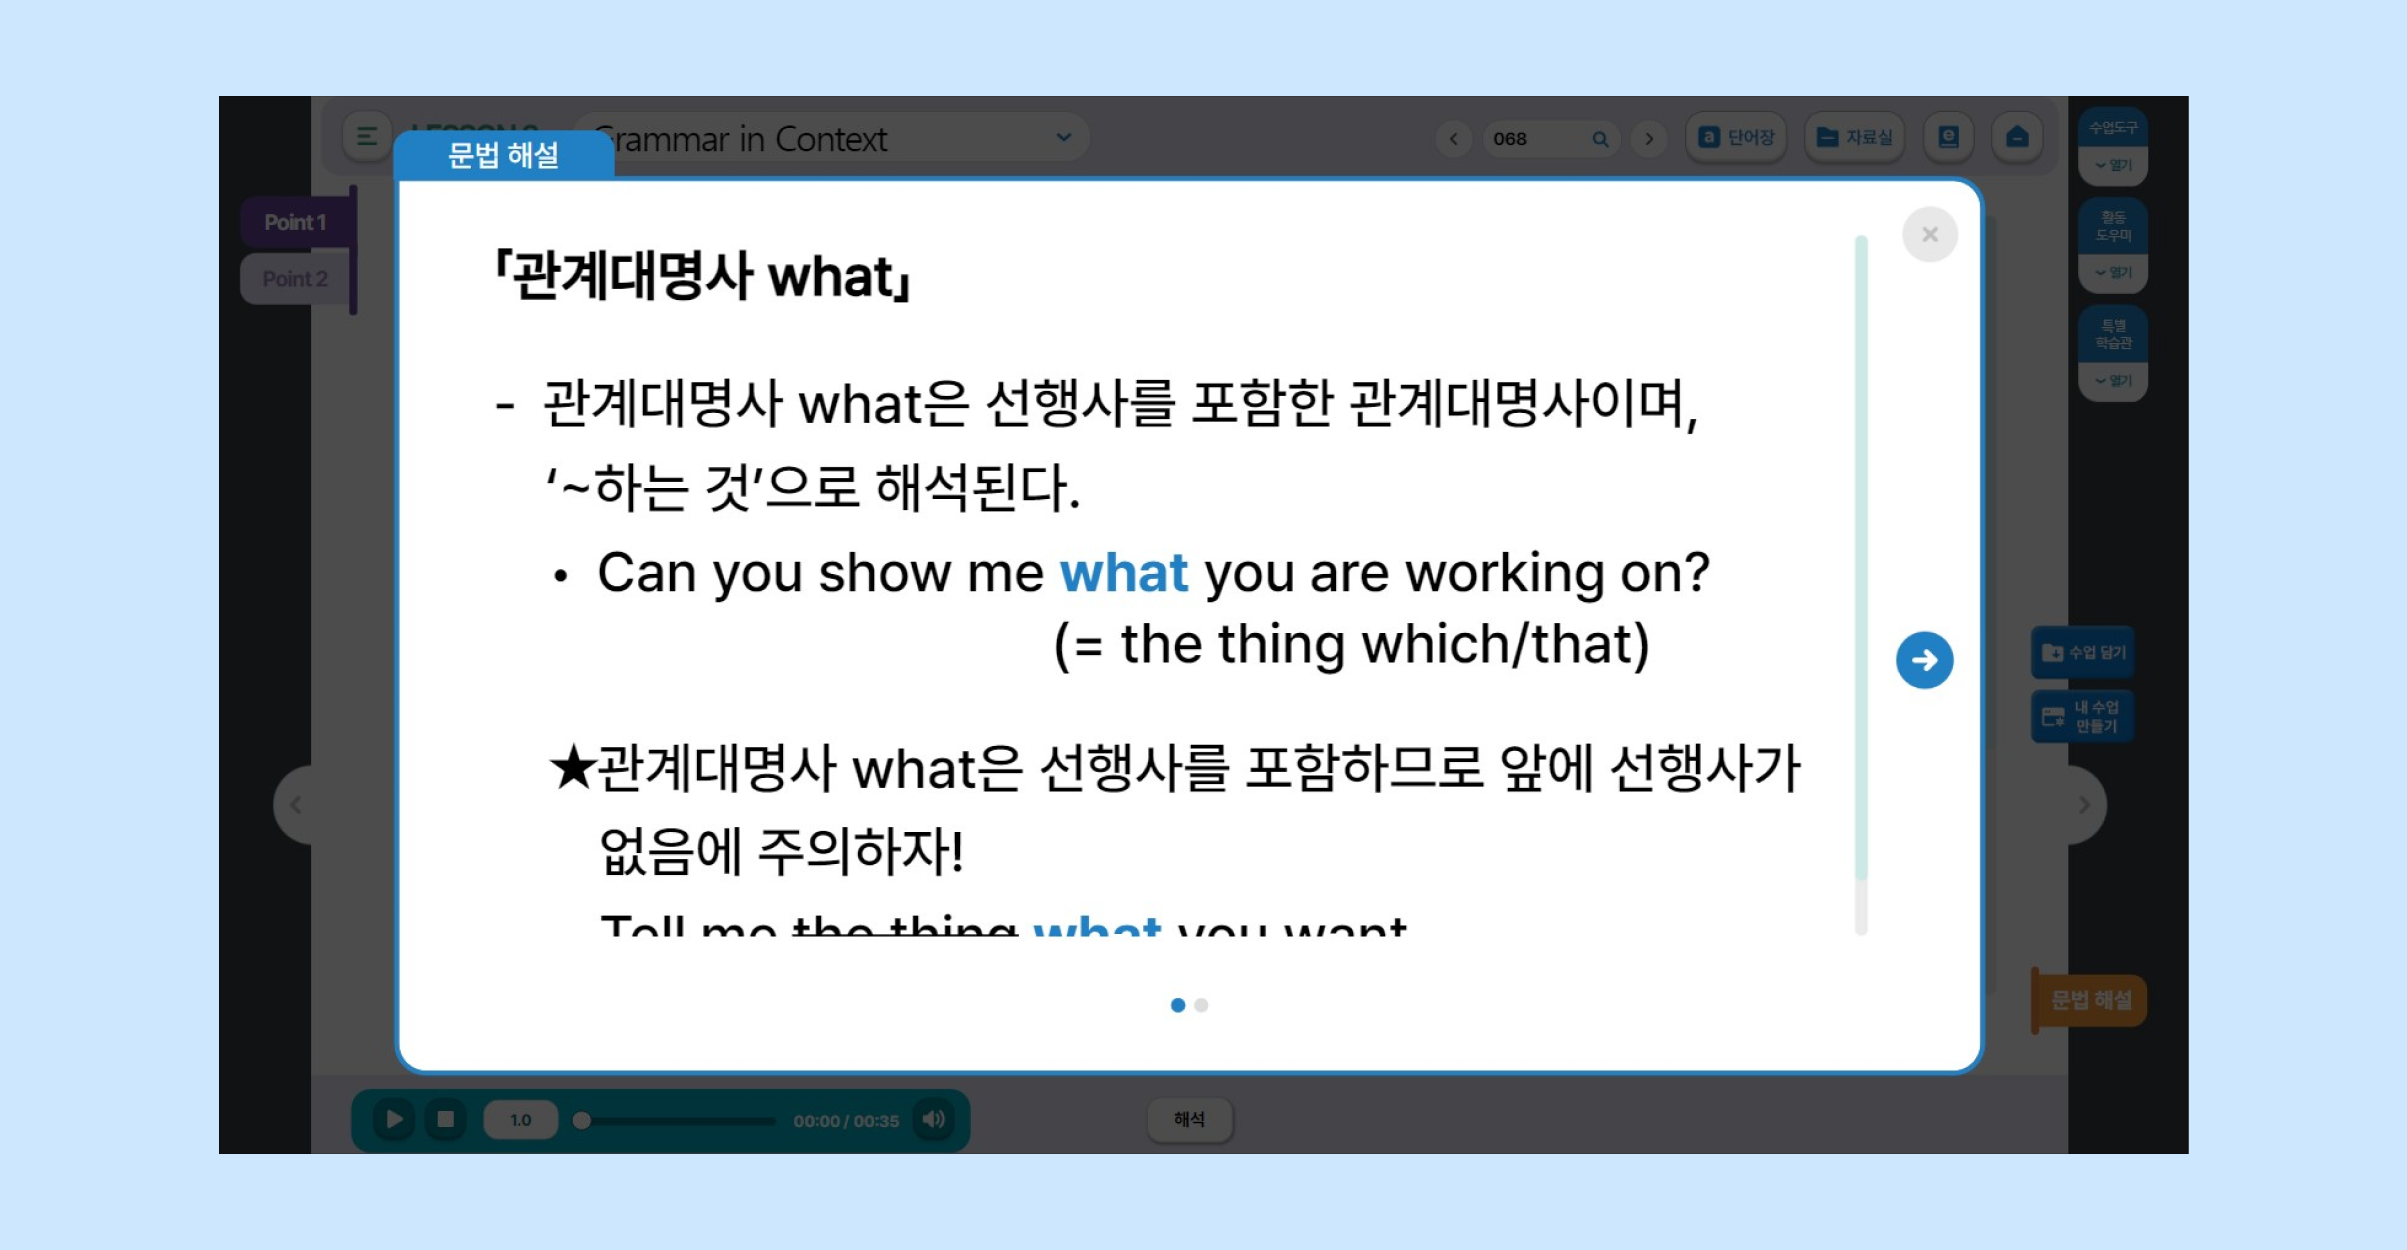 Grammar in Context
068
단어장
자료실
수업도구
열기
Point 1
Point 2
활동
도우미
열기
특별
학습관
열기
문법 해설
「관계대명사 what」
- 관계대명사 what은 선행사를 포함한 관계대명사이며,
‘~하는 것’으로 해석된다.
• Can you show me what you are working on?
(= the thing which/that)
★관계대명사 what은 선행사를 포함하므로 앞에 선행사가
없음에 주의하자!
Tell me the thing what you want
수업 담기
내 수업
만들기
문법 해설
1.0
00:00 / 00:35
해석